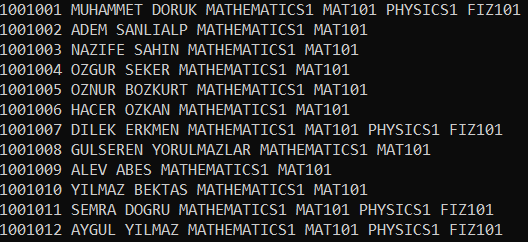 1001001 MUHAMMET DORUK MATHEMATICS1 MAT101 PHYSICS1 FIZ101
1001002 ADEM SANLIALP MATHEMATICS1 MAT101
1001003 NAZIFE SAHIN MATHEMATICS1 MAT101
1001004 OZGUR SEKER MATHEMATICS1 MAT101
1001005 OZNUR BOZKURT MATHEMATICS1 MAT101
1001006 HACER OZKAN MATHEMATICS1 MAT101
1001007 DILEK ERKMEN MATHEMATICS1 MAT101 PHYSICS1 FIZ101
1001008 GULSEREN YORULMAZLAR MATHEMATICS1 MAT101
1001009 ALEV ABES MATHEMATICS1 MAT101
1001010 YILMAZ BEKTAS MATHEMATICS1 MAT101
1001011 SEMRA DOGRU MATHEMATICS1 MAT101 PHYSICS1 FIZ101
1001012 AYGUL YILMAZ MATHEMATICS1 MAT101 PHYSICS1 FIZ101